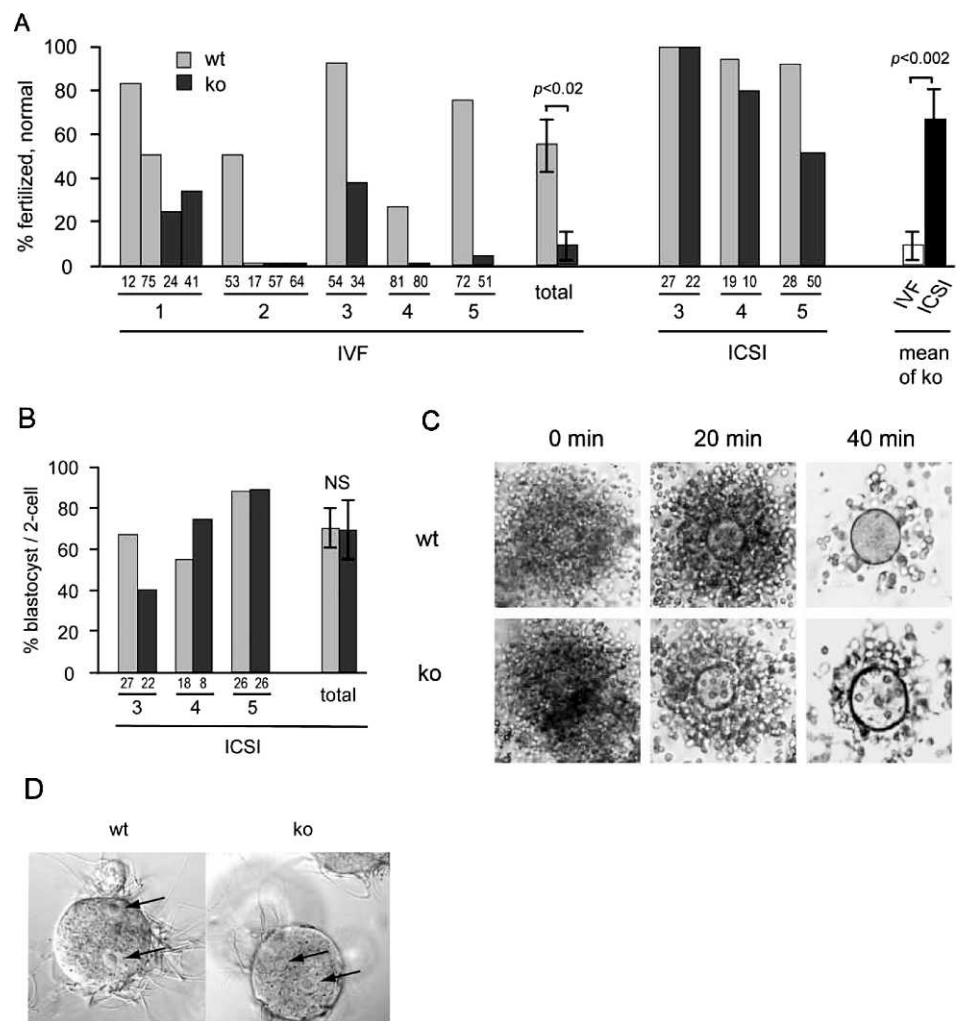 A
% fertilized, normal
100
80
60
40
20
0
wt
ko
p<0.02
p<0.002
12 75 24 41
53 17 57 64
54 34
81 80
72 51
total
27 22
19 10
28 50
IVF
ICSI
1
2
3
4
5
3
4
5
IVF
ICSI
mean
of ko
B
% blastocyst / 2-cell
100
80
60
40
20
0
NS
27 22
18 8
26 26
total
3
4
5
ICSI
C
0 min
20 min
40 min
wt
ko
D
wt
ko